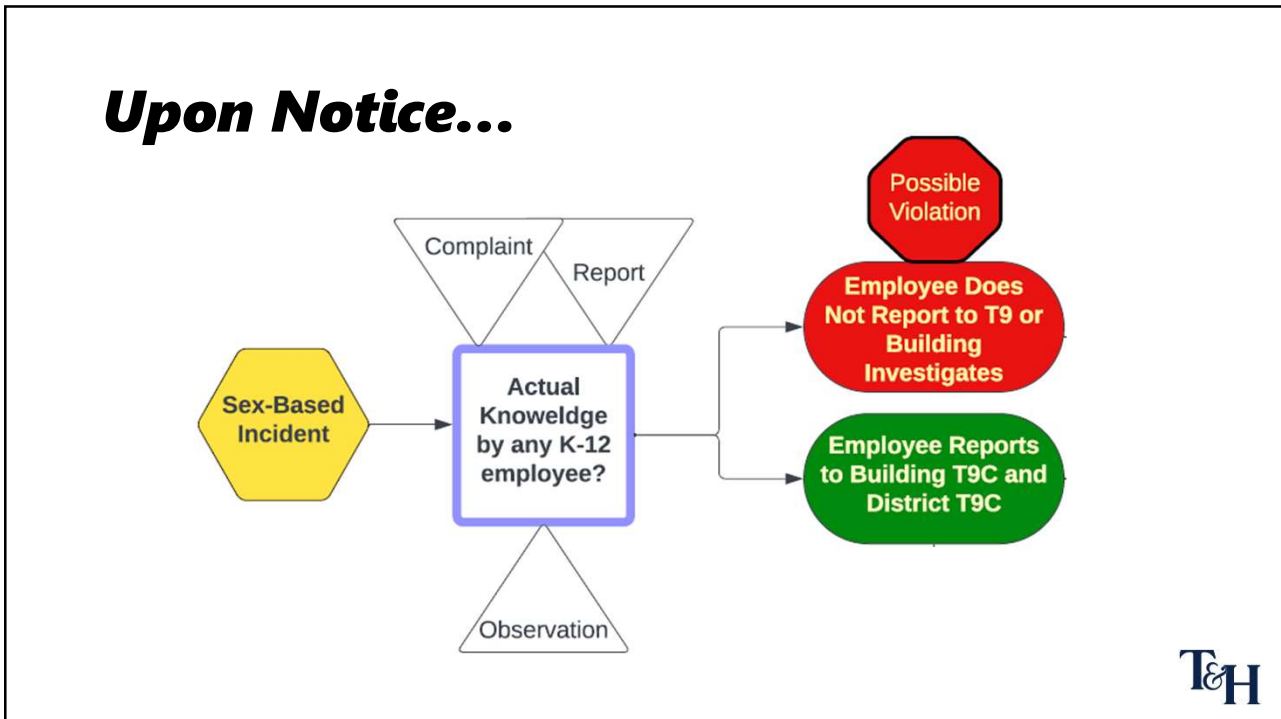 Upon Notice...
Complaint
Report
Sex-Based
Incident
Actual
Knoweldge
by any K-12
employee?
Observation
Possible
Violation
Employee Does
Not Report to T9 or
Building
Investigates
Employee Reports
to Building T9C and
District T9C
T&H